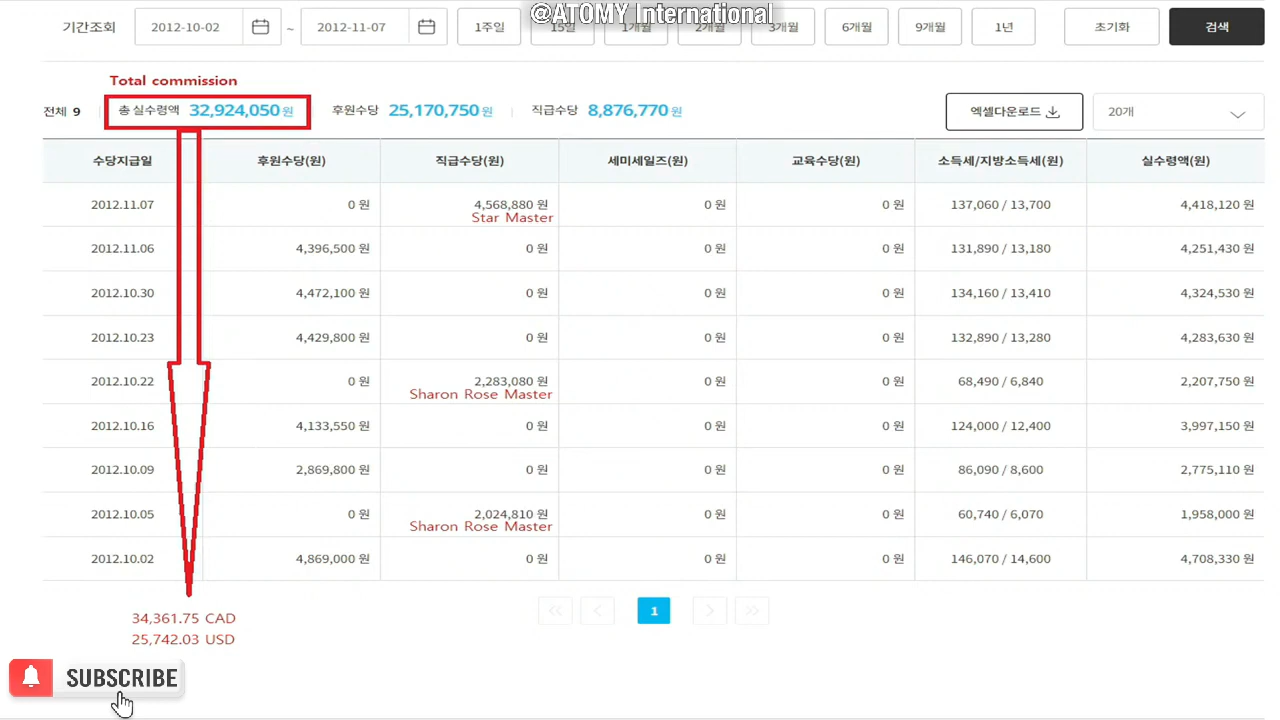 @ATOMY International
기간조회 2012-10-02 ~ 2012-11-07 1주일 15일 1개월 2개월 3개월 6개월 9개월 1년 초기화 검색
Total commission
전체 9 총 실수령액 32,924,050 원 후원수당 25,170,750 원 직급수당 8,876,770 원 엑셀다운로드 20개
수당지급일 후원수당(원) 직급수당(원) 세미세일즈(원) 교육수당(원) 소득세/지방소득세(원) 실수령액(원)
2012.11.07 0 원 4,568,880 원 0 원 0 원 137,060 / 13,700 4,418,120 원
Star Master
2012.11.06 4,396,500 원 0 원 0 원 0 원 131,890 / 13,180 4,251,430 원
2012.10.30 4,472,100 원 0 원 0 원 0 원 134,160 / 13,410 4,324,530 원
2012.10.23 4,429,800 원 0 원 0 원 0 원 132,890 / 13,280 4,283,630 원
2012.10.22 0 원 2,283,080 원 0 원 0 원 68,490 / 6,840 2,207,750 원
Sharon Rose Master
2012.10.16 4,133,550 원 0 원 0 원 0 원 124,000 / 12,400 3,997,150 원
2012.10.09 2,869,800 원 0 원 0 원 0 원 86,090 / 8,600 2,775,110 원
2012.10.05 0 원 2,024,810 원 0 원 0 원 60,740 / 6,070 1,958,000 원
Sharon Rose Master
2012.10.02 4,869,000 원 0 원 0 원 0 원 146,070 / 14,600 4,708,330 원
<< < 1 > >>
34,361.75 CAD
25,742.03 USD
SUBSCRIBE